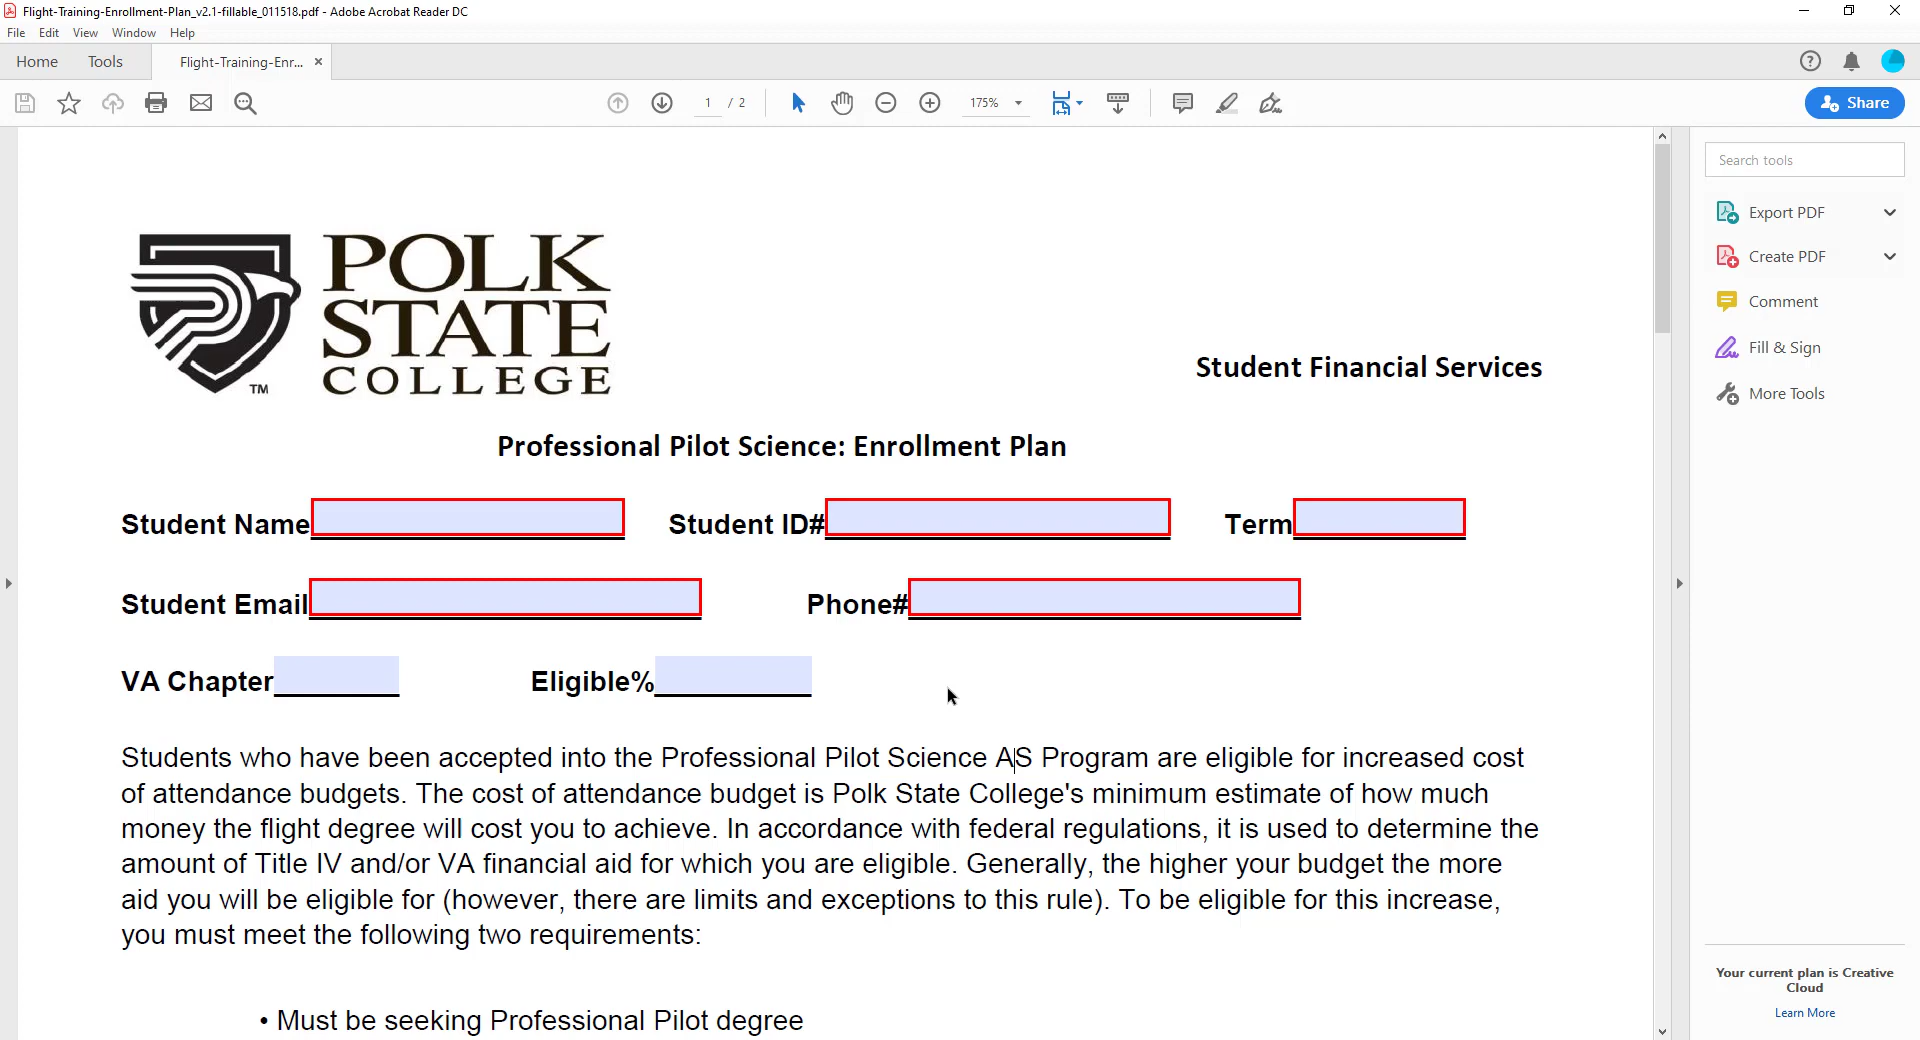 Flight-Training-Enrollment-Plan_v2.1-fillable_011518.pdf - Adobe Acrobat Reader DC
File Edit View Window Help
Home Tools Flight-Training-Enr...
1 / 2 175% Share
Search tools
Export PDF
Create PDF
Comment
Fill & Sign
More Tools
POLK
STATE
COLLEGE
TM
Student Financial Services
Professional Pilot Science: Enrollment Plan
Student Name Student ID# Term
Student Email Phone#
VA Chapter Eligible%
Students who have been accepted into the Professional Pilot Science AS Program are eligible for increased cost
of attendance budgets. The cost of attendance budget is Polk State College's minimum estimate of how much
money the flight degree will cost you to achieve. In accordance with federal regulations, it is used to determine the
amount of Title IV and/or VA financial aid for which you are eligible. Generally, the higher your budget the more
aid you will be eligible for (however, there are limits and exceptions to this rule). To be eligible for this increase,
you must meet the following two requirements:
• Must be seeking Professional Pilot degree
Your current plan is Creative
Cloud
Learn More